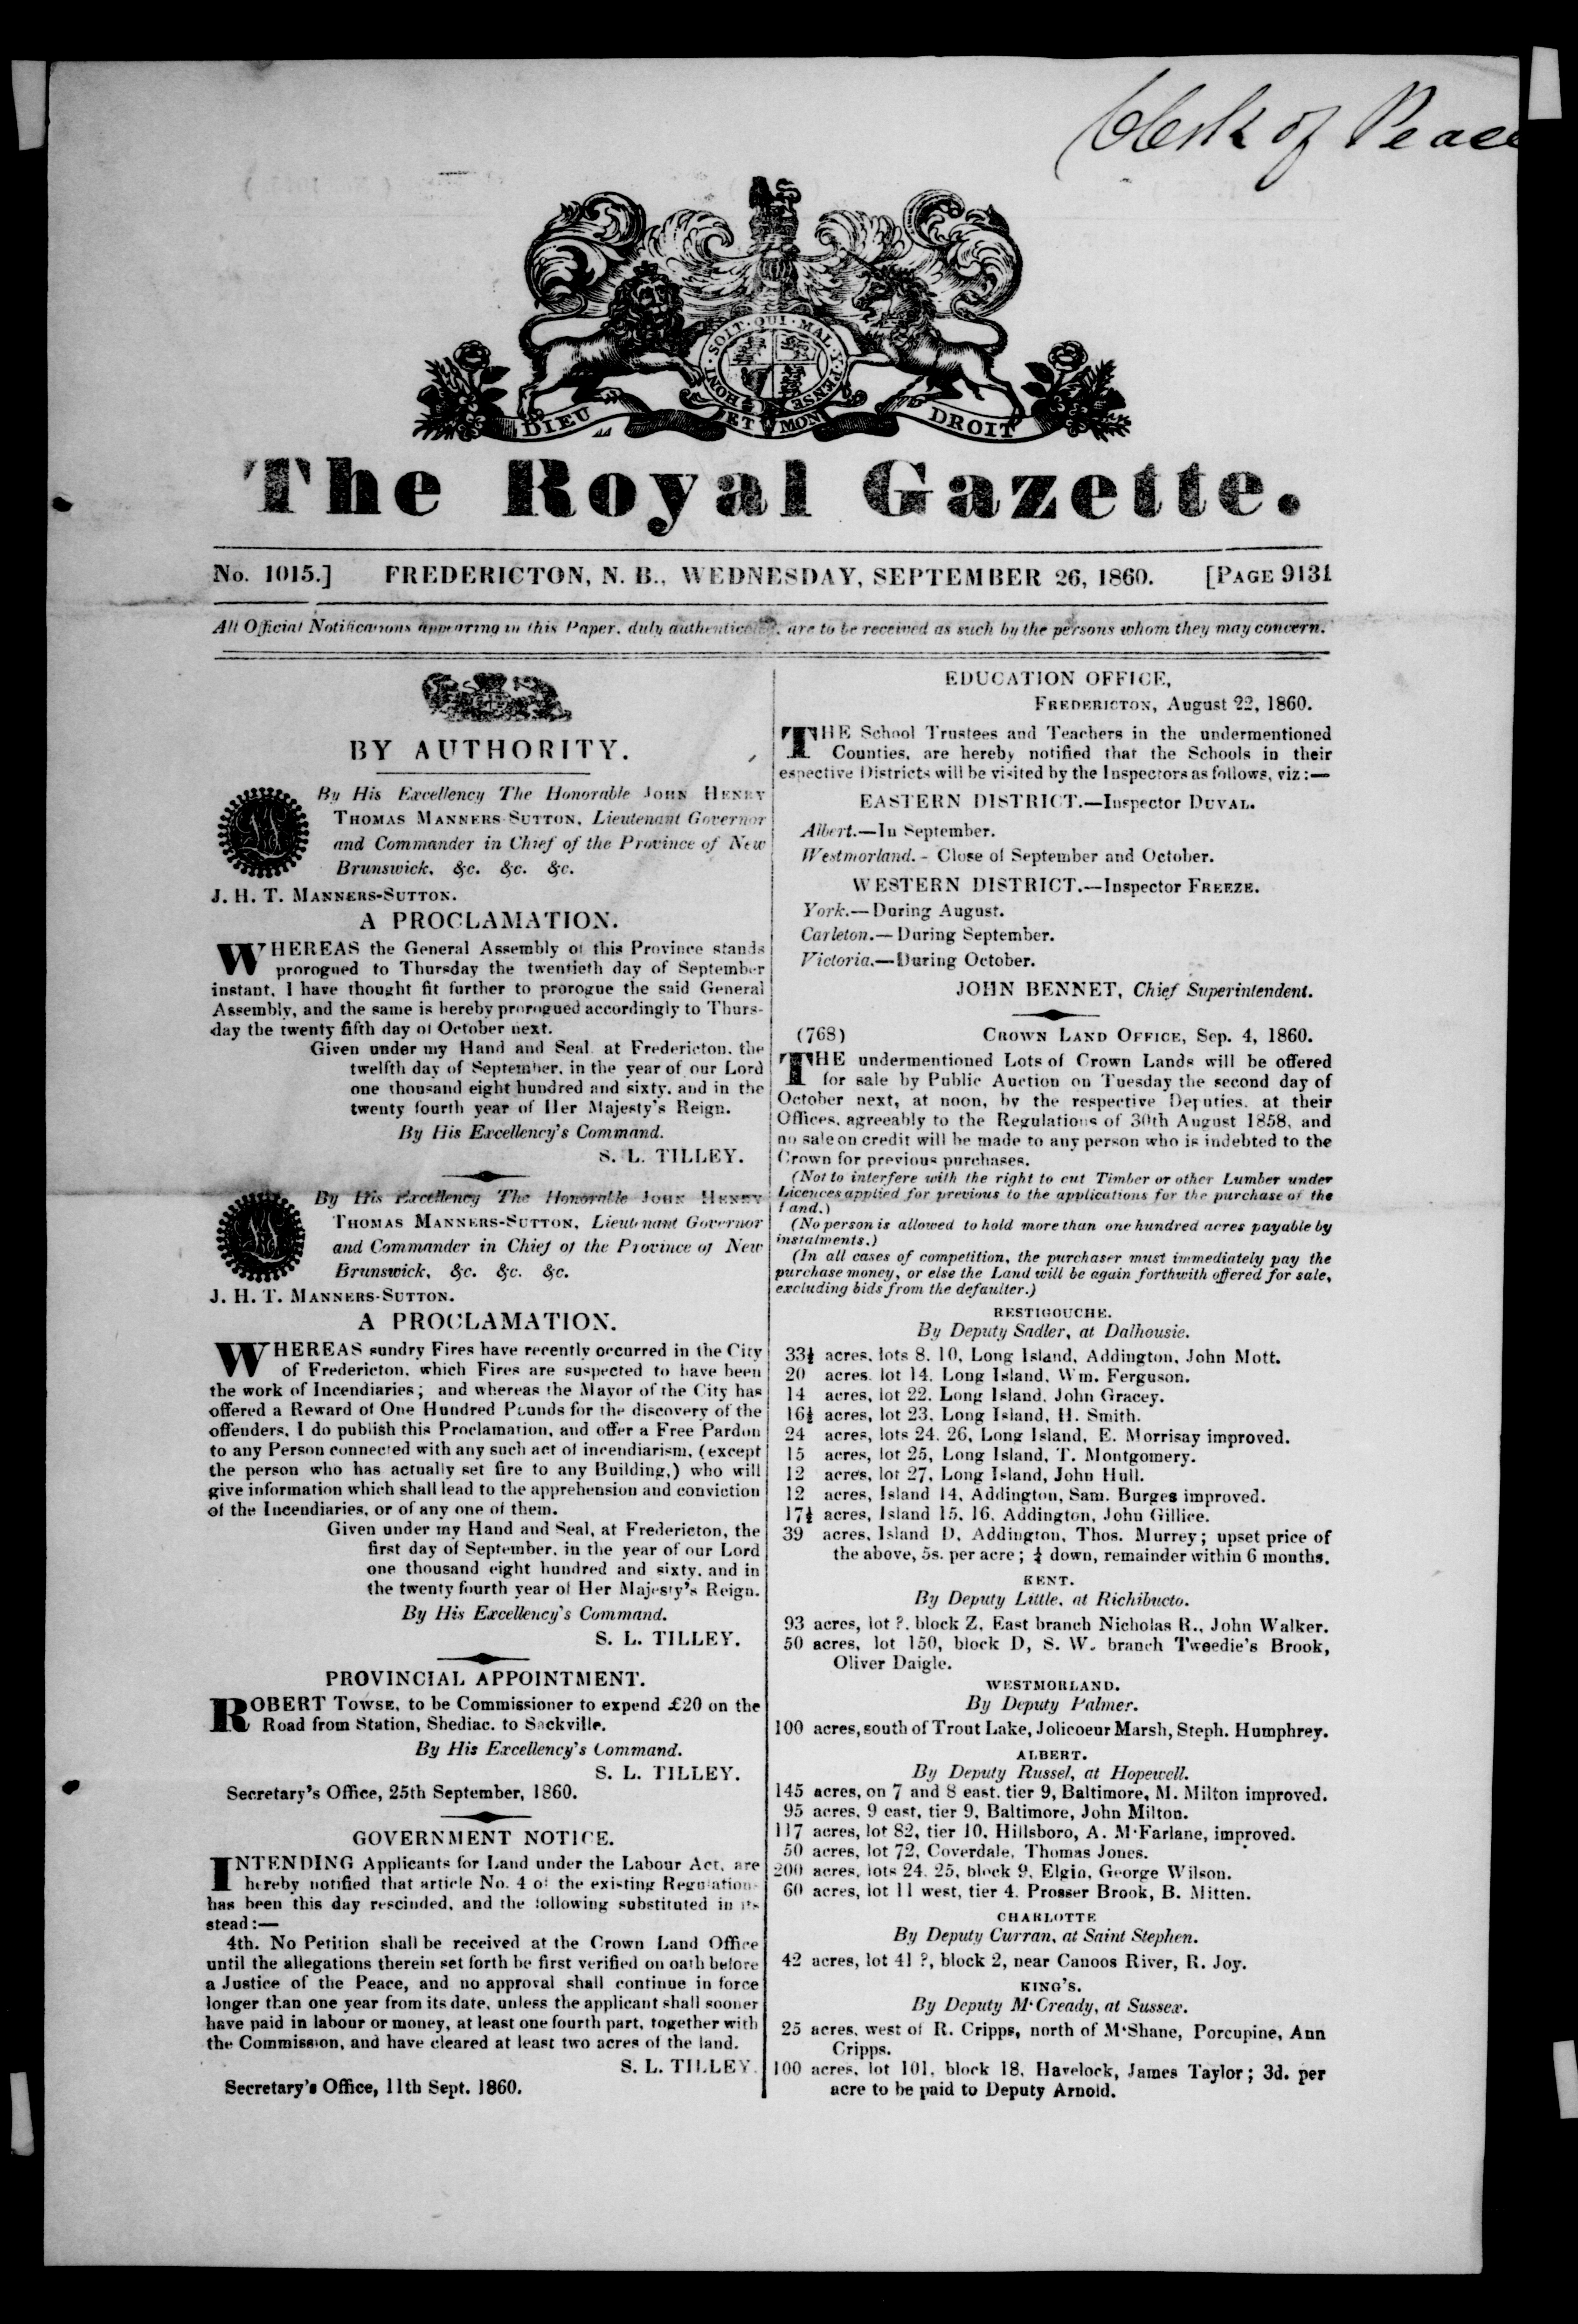 Clerk of Peace
HONI · SOIT · QUI · MAL · Y · PENSE
DIEU ET MON DROIT
The Royal Gazette.
No. 1015.] FREDERICTON, N. B., WEDNESDAY, SEPTEMBER 26, 1860. [PAGE 9131
All Official Notifications appearing in this Paper, duly authenticated, are to be received as such by the persons whom they may concern.
BY AUTHORITY.
By His Excellency The Honorable JOHN HENRY
THOMAS MANNERS-SUTTON, Lieutenant Governor
and Commander in Chief of the Province of New
Brunswick, &c. &c. &c.
J. H. T. MANNERS-SUTTON.
A PROCLAMATION.
WHEREAS the General Assembly of this Province stands
prorogued to Thursday the twentieth day of September
instant, I have thought fit further to prorogue the said General
Assembly, and the same is hereby prorogued accordingly to Thurs-
day the twenty fifth day of October next.
Given under my Hand and Seal at Fredericton, the
twelfth day of September, in the year of our Lord
one thousand eight hundred and sixty, and in the
twenty fourth year of Her Majesty's Reign.
By His Excellency's Command.
S. L. TILLEY.
By His Excellency The Honorable JOHN HENRY
THOMAS MANNERS-SUTTON, Lieutenant Governor
and Commander in Chief of the Province of New
Brunswick, &c. &c. &c.
J. H. T. MANNERS-SUTTON.
A PROCLAMATION.
WHEREAS sundry Fires have recently occurred in the City
of Fredericton, which Fires are suspected to have been
the work of Incendiaries; and whereas the Mayor of the City has
offered a Reward of One Hundred Pounds for the discovery of the
offenders, I do publish this Proclamation, and offer a Free Pardon
to any Person connected with any such act of incendiarism, (except
the person who has actually set fire to any Building,) who will
give information which shall lead to the apprehension and conviction
of the Incendiaries, or of any one of them.
Given under my Hand and Seal, at Fredericton, the
first day of September, in the year of our Lord
one thousand eight hundred and sixty, and in
the twenty fourth year of Her Majesty's Reign.
By His Excellency's Command.
S. L. TILLEY.
PROVINCIAL APPOINTMENT.
ROBERT TOWSE, to be Commissioner to expend £20 on the
Road from Station, Shediac, to Sackville.
By His Excellency's Command.
S. L. TILLEY.
Secretary's Office, 25th September, 1860.
GOVERNMENT NOTICE.
INTENDING Applicants for Land under the Labour Act, are
hereby notified that article No. 4 of the existing Regulations
has been this day rescinded, and the following substituted in its
stead:—
4th. No Petition shall be received at the Crown Land Office
until the allegations therein set forth be first verified on oath before
a Justice of the Peace, and no approval shall continue in force
longer than one year from its date, unless the applicant shall sooner
have paid in labour or money, at least one fourth part, together with
the Commission, and have cleared at least two acres of the land.
S. L. TILLEY.
Secretary's Office, 11th Sept. 1860.
EDUCATION OFFICE,
FREDERICTON, August 22, 1860.
THE School Trustees and Teachers in the undermentioned
Counties, are hereby notified that the Schools in their
espective Districts will be visited by the Inspectors as follows, viz:—
EASTERN DISTRICT.—Inspector DUVAL.
Albert.—In September.
Westmorland.- Close of September and October.
WESTERN DISTRICT.—Inspector FREEZE.
York.—During August.
Carleton.—During September.
Victoria.—During October.
JOHN BENNET, Chief Superintendent.
(768) CROWN LAND OFFICE, Sep. 4, 1860.
THE undermentioned Lots of Crown Lands will be offered
for sale by Public Auction on Tuesday the second day of
October next, at noon, by the respective Deputies, at their
Offices, agreeably to the Regulations of 30th August 1858, and
no sale on credit will be made to any person who is indebted to the
Crown for previous purchases.
(Not to interfere with the right to cut Timber or other Lumber under
Licences applied for previous to the applications for the purchase of the
Land.)
(No person is allowed to hold more than one hundred acres payable by
instalments.)
(In all cases of competition, the purchaser must immediately pay the
purchase money, or else the Land will be again forthwith offered for sale,
excluding bids from the defaulter.)
RESTIGOUCHE.
By Deputy Sadler, at Dalhousie.
33½ acres, lots 8, 10, Long Island, Addington, John Mott.
20 acres, lot 14, Long Island, Wm. Ferguson.
14 acres, lot 22, Long Island, John Gracey.
16½ acres, lot 23, Long Island, H. Smith.
24 acres, lots 24, 26, Long Island, E. Morrisay improved.
15 acres, lot 25, Long Island, T. Montgomery.
12 acres, lot 27, Long Island, John Hull.
12 acres, Island 14, Addington, Sam. Burges improved.
17½ acres, Island 15, 16, Addington, John Gillice.
39 acres, Island D, Addington, Thos. Murrey; upset price of
the above, 5s. per acre; ¼ down, remainder within 6 months.
KENT.
By Deputy Little, at Richibucto.
93 acres, lot ?, block Z, East branch Nicholas R., John Walker.
50 acres, lot 150, block D, S. W. branch Tweedie's Brook,
Oliver Daigle.
WESTMORLAND.
By Deputy Palmer.
100 acres, south of Trout Lake, Jolicoeur Marsh, Steph. Humphrey.
ALBERT.
By Deputy Russel, at Hopewell.
145 acres, on 7 and 8 east, tier 9, Baltimore, M. Milton improved.
95 acres, 9 east, tier 9, Baltimore, John Milton.
117 acres, lot 82, tier 10, Hillsboro, A. M'Farlane, improved.
50 acres, lot 72, Coverdale, Thomas Jones.
200 acres, lots 24, 25, block 9, Elgin, George Wilson.
60 acres, lot 11 west, tier 4, Prosser Brook, B. Mitten.
CHARLOTTE
By Deputy Curran, at Saint Stephen.
42 acres, lot 41 ?, block 2, near Canoos River, R. Joy.
KING'S.
By Deputy M'Cready, at Sussex.
25 acres, west of R. Cripps, north of M'Shane, Porcupine, Ann
Cripps.
100 acres, lot 101, block 18, Havelock, James Taylor; 3d. per
acre to be paid to Deputy Arnold.